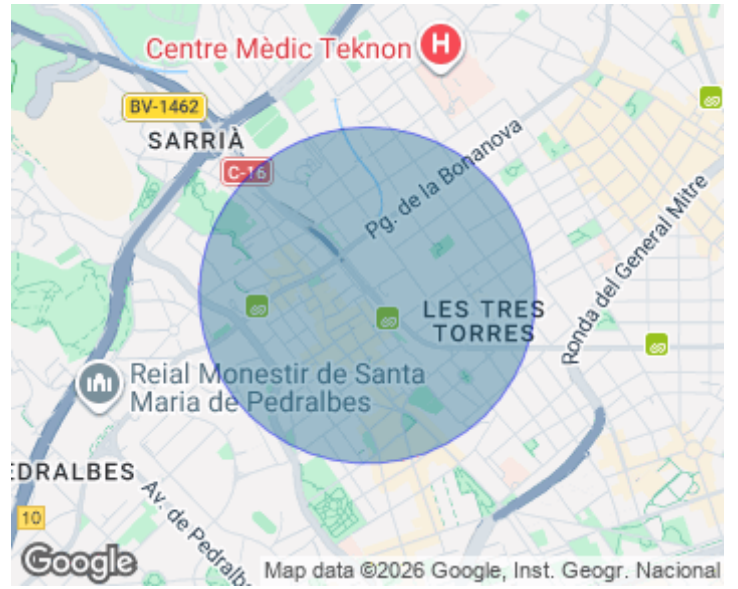 Centre Mèdic Teknon
H
BV-1462
SARRIÀ
C-16
Pg. de la Bonanova
Ronda del General Mitre
LES TRES
TORRES
Reial Monestir de Santa
Maria de Pedralbes
EDRALBES
Av. de Pedralb
10
Google
Map data ©2026 Google, Inst. Geogr. Nacional